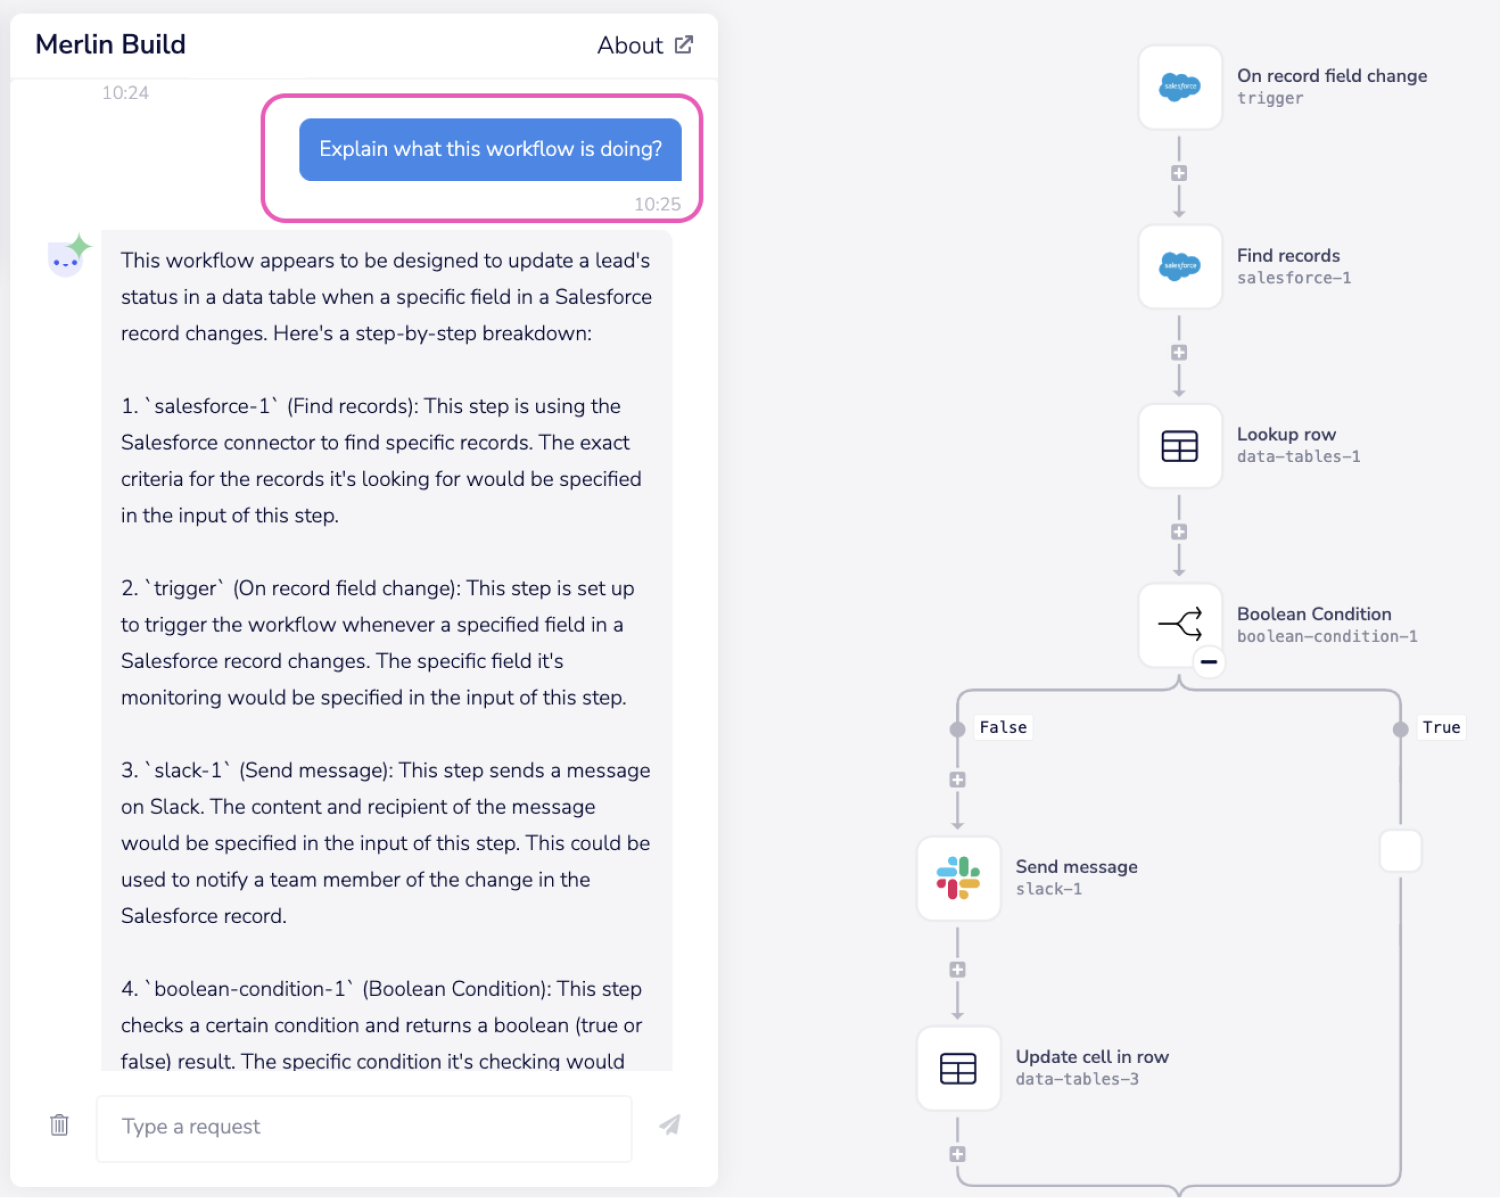 Merlin Build
About
10:24
Explain what this workflow is doing?
10:25
This workflow appears to be designed to update a lead's
status in a data table when a specific field in a Salesforce
record changes. Here's a step-by-step breakdown:
1. `salesforce-1` (Find records): This step is using the
Salesforce connector to find specific records. The exact
criteria for the records it's looking for would be specified
in the input of this step.
2. `trigger` (On record field change): This step is set up
to trigger the workflow whenever a specified field in a
Salesforce record changes. The specific field it's
monitoring would be specified in the input of this step.
3. `slack-1` (Send message): This step sends a message
on Slack. The content and recipient of the message
would be specified in the input of this step. This could be
used to notify a team member of the change in the
Salesforce record.
4. `boolean-condition-1` (Boolean Condition): This step
checks a certain condition and returns a boolean (true or
false) result. The specific condition it's checking would
Type a request
salesforce
On record field change
trigger
salesforce
Find records
salesforce-1
Lookup row
data-tables-1
Boolean Condition
boolean-condition-1
False
True
Send message
slack-1
Update cell in row
data-tables-3